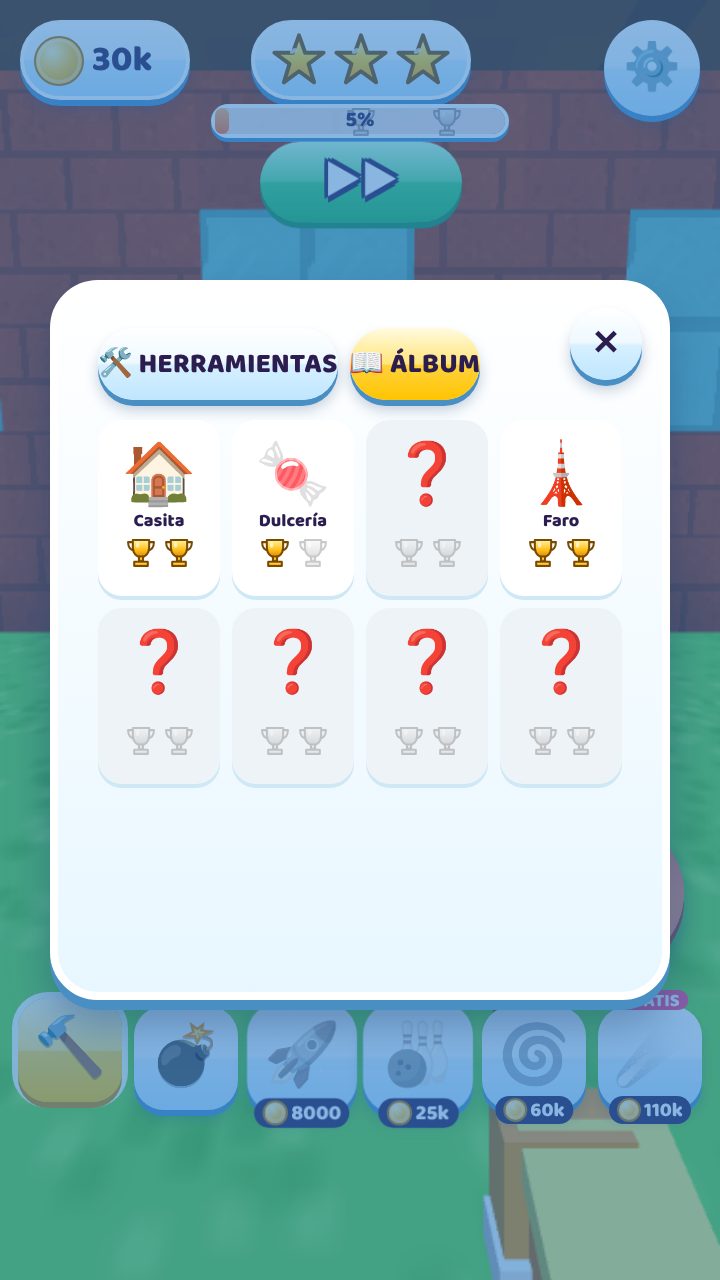 30k
5%
🛠️ HERRAMIENTAS
📖 ÁLBUM
✕
Casita
Dulcería
Faro
8000
25k
60k
110k